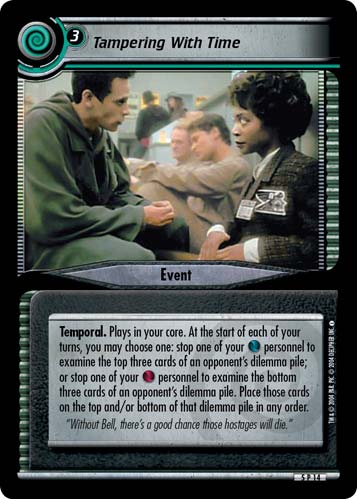 3
Tampering With Time
Event
Temporal. Plays in your core. At the start of each of your
turns, you may choose one: stop one of your personnel to
examine the top three cards of an opponent's dilemma pile;
or stop one of your personnel to examine the bottom
three cards of an opponent's dilemma pile. Place those cards
on the top and/or bottom of that dilemma pile in any order.
"Without Bell, there's a good chance those hostages will die."
5 P 14